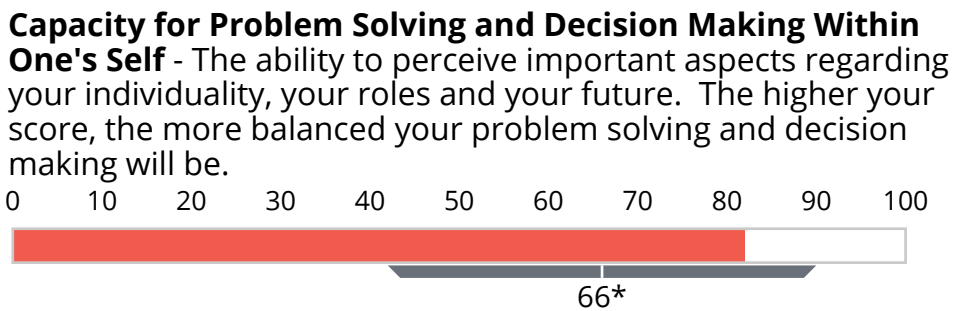 Capacity for Problem Solving and Decision Making Within
One's Self - The ability to perceive important aspects regarding
your individuality, your roles and your future.  The higher your
score, the more balanced your problem solving and decision
making will be.
0 10 20 30 40 50 60 70 80 90 100
66*